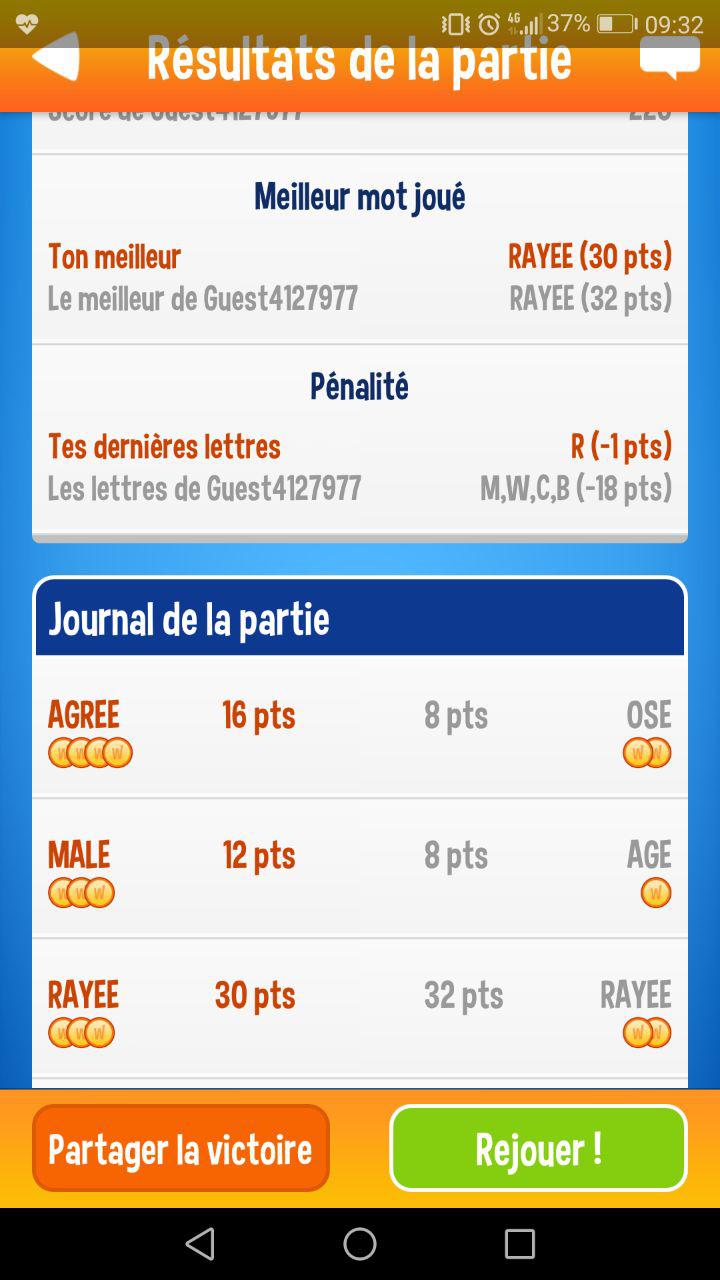 4G 37% 09:32
Résultats de la partie
Score de Guest4127977
Meilleur mot joué
Ton meilleur RAYEE (30 pts)
Le meilleur de Guest4127977 RAYEE (32 pts)
Pénalité
Tes dernières lettres R (-1 pts)
Les lettres de Guest4127977 M,W,C,B (-18 pts)
Journal de la partie
AGREE 16 pts 8 pts OSE
W W W W W W
MALE 12 pts 8 pts AGE
W W W W
RAYEE 30 pts 32 pts RAYEE
W W W W W
Partager la victoire Rejouer !